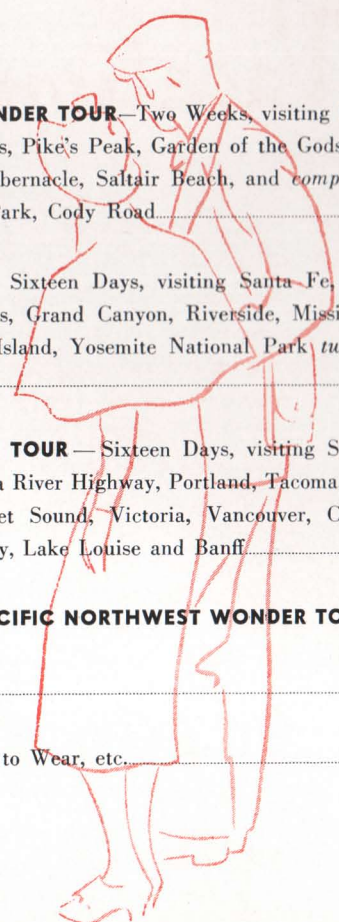 NDER TOUR—Two Weeks, visiting
s, Pike's Peak, Garden of the Gods
bernacle, Saltair Beach, and comp
Park, Cody Road
Sixteen Days, visiting Santa Fe,
s, Grand Canyon, Riverside, Missi
Island, Yosemite National Park tu
TOUR — Sixteen Days, visiting S
a River Highway, Portland, Tacoma
et Sound, Victoria, Vancouver, C
y, Lake Louise and Banff
CIFIC NORTHWEST WONDER TO
to Wear, etc.